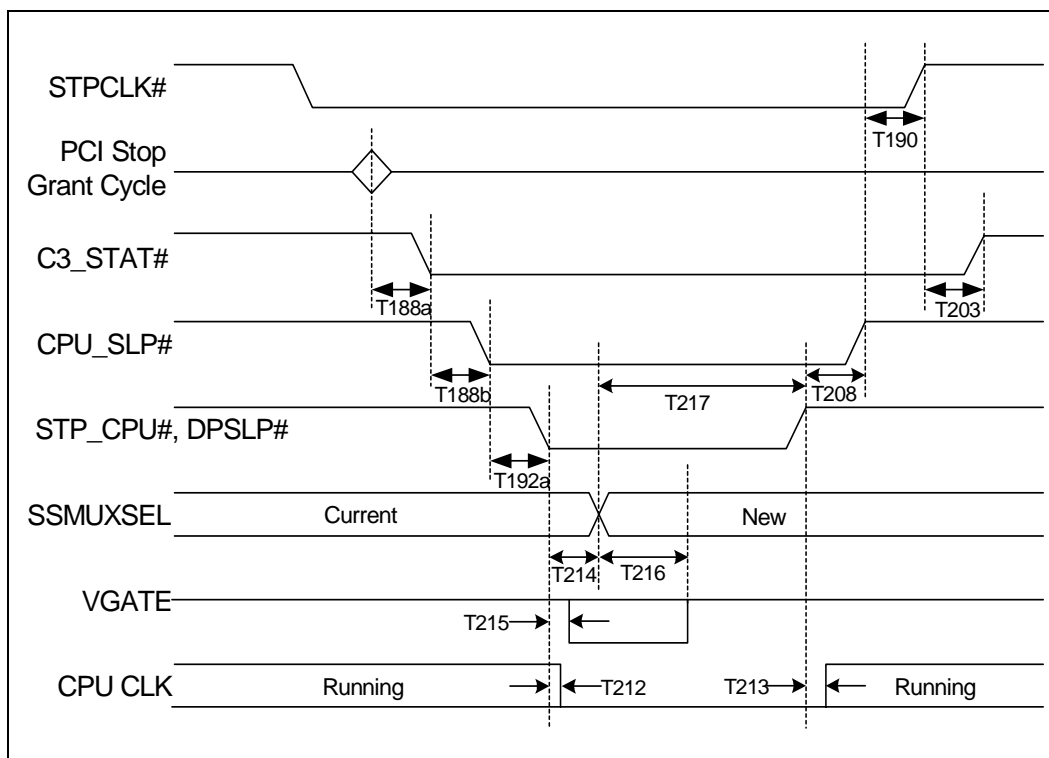 STPCLK#
T190
PCI Stop
Grant Cycle
C3_STAT#
T188a
T203
CPU_SLP#
T188b
T217
T208
STP_CPU#, DPSLP#
T192a
SSMUXSEL
Current
New
T214
T216
VGATE
T215
CPU CLK
Running
T212
T213
Running